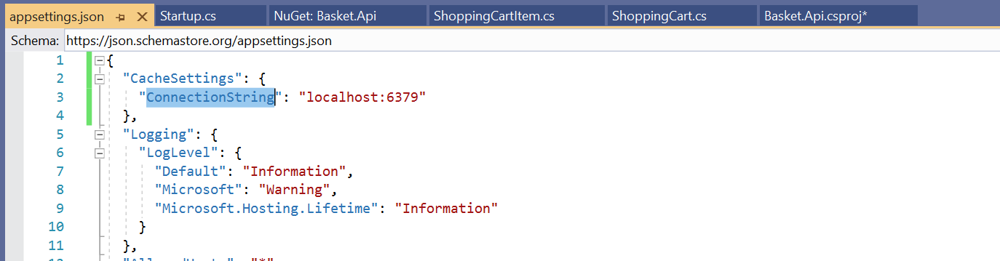 appsettings.json Startup.cs NuGet: Basket.Api ShoppingCartItem.cs ShoppingCart.cs Basket.Api.csproj*
Schema: https://json.schemastore.org/appsettings.json
1 {
2 "CacheSettings": {
3 "ConnectionString": "localhost:6379"
4 },
5 "Logging": {
6 "LogLevel": {
7 "Default": "Information",
8 "Microsoft": "Warning",
9 "Microsoft.Hosting.Lifetime": "Information"
10 }
11 },